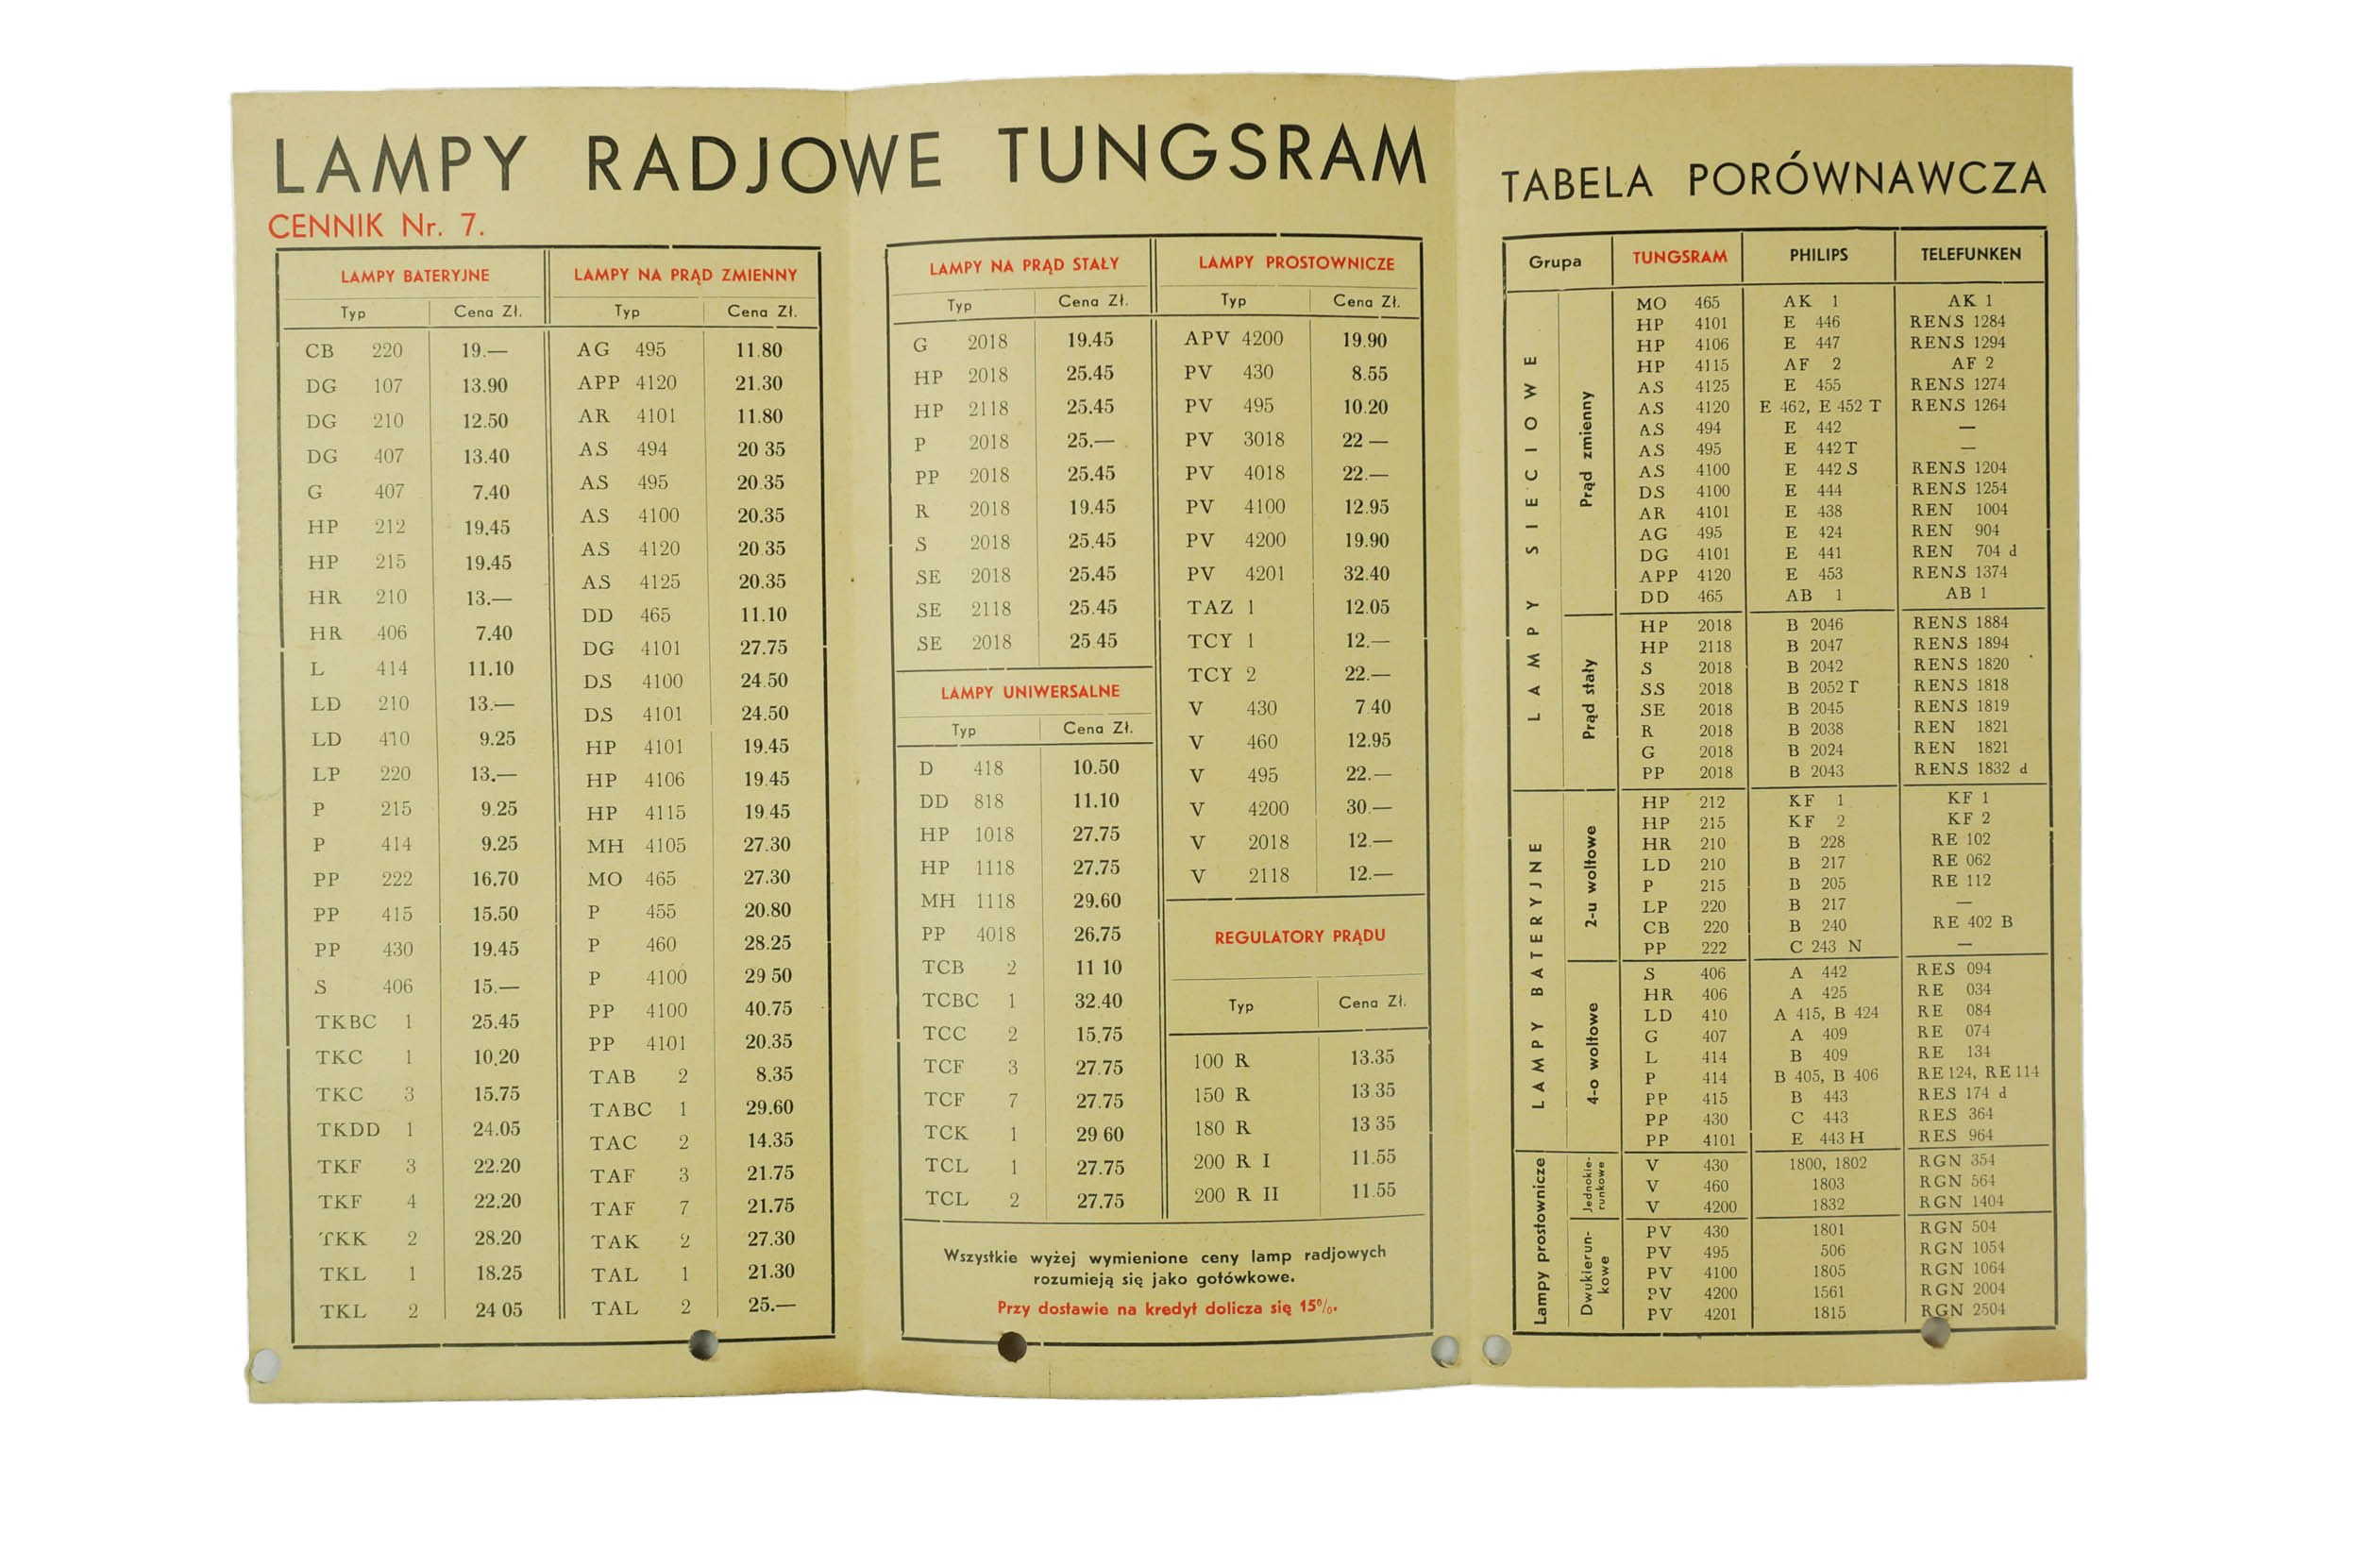 LAMPY RADJOWE TUNGSRAM
CENNIK Nr. 7.
LAMPY BATERYJNE
Typ Cena Zł.
CB 220 19.—
DG 107 13.90
DG 210 12.50
DG 407 13.40
G 407 7.40
HP 212 19.45
HP 215 19.45
HR 210 13.—
HR 406 7.40
L 414 11.10
LD 210 13.—
LD 410 9.25
LP 220 13.—
P 215 9.25
P 414 9.25
PP 222 16.70
PP 415 15.50
PP 430 19.45
S 406 15.—
TKBC 1 25.45
TKC 1 10.20
TKC 3 15.75
TKDD 1 24.05
TKF 3 22.20
TKF 4 22.20
TKK 2 28.20
TKL 1 18.25
TKL 2 24 05
LAMPY NA PRĄD ZMIENNY
Typ Cena Zł.
AG 495 11.80
APP 4120 21.30
AR 4101 11.80
AS 494 20 35
AS 495 20.35
AS 4100 20.35
AS 4120 20 35
AS 4125 20.35
DD 465 11.10
DG 4101 27.75
DS 4100 24.50
DS 4101 24.50
HP 4101 19.45
HP 4106 19.45
HP 4115 19.45
MH 4105 27.30
MO 465 27.30
P 455 20.80
P 460 28.25
P 4100 29 50
PP 4100 40.75
PP 4101 20.35
TAB 2 8.35
TABC 1 29.60
TAC 2 14.35
TAF 3 21.75
TAF 7 21.75
TAK 2 27.30
TAL 1 21.30
TAL 2 25.—
LAMPY NA PRĄD STAŁY
Typ Cena Zł.
G 2018 19.45
HP 2018 25.45
HP 2118 25.45
P 2018 25.—
PP 2018 25.45
R 2018 19.45
S 2018 25.45
SE 2018 25.45
SE 2118 25.45
SE 2018 25.45
LAMPY UNIWERSALNE
Typ Cena Zł.
D 418 10.50
DD 818 11.10
HP 1018 27.75
HP 1118 27.75
MH 1118 29.60
PP 4018 26.75
TCB 2 11 10
TCBC 1 32.40
TCC 2 15.75
TCF 3 27.75
TCF 7 27.75
TCK 1 29 60
TCL 1 27.75
TCL 2 27.75
LAMPY PROSTOWNICZE
Typ Cena Zł.
APV 4200 19.90
PV 430 8.55
PV 495 10.20
PV 3018 22 —
PV 4018 22.—
PV 4100 12.95
PV 4200 19.90
PV 4201 32.40
TAZ 1 12.05
TCY 1 12.—
TCY 2 22.—
V 430 7.40
V 460 12.95
V 495 22.—
V 4200 30.—
V 2018 12.—
V 2118 12.—
REGULATORY PRĄDU
Typ Cena Zł.
100 R 13.35
150 R 13 35
180 R 13 35
200 R I 11.55
200 R II 11.55
Wszystkie wyżej wymienione ceny lamp radjowych
rozumieją się jako gotówkowe.
Przy dostawie na kredyt dolicza się 15%.
TABELA PORÓWNAWCZA
Grupa TUNGSRAM PHILIPS TELEFUNKEN
LAMPY SIECIOWE
Prąd zmienny
MO 465 AK 1 AK 1
HP 4101 E 446 RENS 1284
HP 4106 E 447 RENS 1294
HP 4115 AF 2 AF 2
AS 4125 E 455 RENS 1274
AS 4120 E 462, E 452 T RENS 1264
AS 494 E 442 —
AS 495 E 442 T —
AS 4100 E 442 S RENS 1204
DS 4100 E 444 RENS 1254
AR 4101 E 438 REN 1004
AG 495 E 424 REN 904
DG 4101 E 441 REN 704 d
APP 4120 E 453 RENS 1374
DD 465 AB 1 AB 1
Prąd stały
HP 2018 B 2046 RENS 1884
HP 2118 B 2047 RENS 1894
S 2018 B 2042 RENS 1820
SS 2018 B 2052 T RENS 1818
SE 2018 B 2045 RENS 1819
R 2018 B 2038 REN 1821
G 2018 B 2024 REN 1821
PP 2018 B 2043 RENS 1832 d
LAMPY BATERYJNE
2-u woltowe
HP 212 KF 1 KF 1
HP 215 KF 2 KF 2
HR 210 B 228 RE 102
LD 210 B 217 RE 062
P 215 B 205 RE 112
LP 220 B 217 —
CB 220 B 240 RE 402 B
PP 222 C 243 N —
4-o woltowe
S 406 A 442 RES 094
HR 406 A 425 RE 034
LD 410 A 415, B 424 RE 084
G 407 A 409 RE 074
L 414 B 409 RE 134
P 414 B 405, B 406 RE 124, RE 114
PP 415 B 443 RES 174 d
PP 430 C 443 RES 364
PP 4101 E 443 H RES 964
Lampy prostownicze
Jednokie-
runkowe
V 430 1800, 1802 RGN 354
V 460 1803 RGN 564
V 4200 1832 RGN 1404
Dwukierun-
kowe
PV 430 1801 RGN 504
PV 495 506 RGN 1054
PV 4100 1805 RGN 1064
PV 4200 1561 RGN 2004
PV 4201 1815 RGN 2504